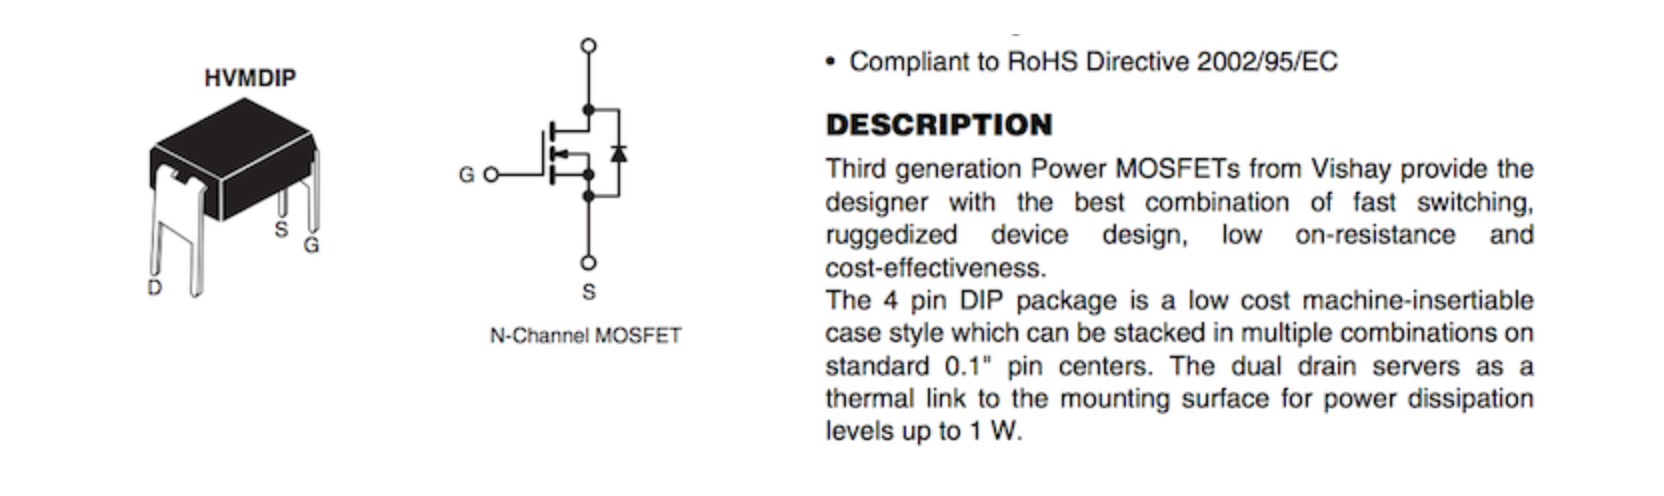 HVMDIP
D
S
G
G
S
N-Channel MOSFET
• Compliant to RoHS Directive 2002/95/EC
DESCRIPTION
Third generation Power MOSFETs from Vishay provide the
designer with the best combination of fast switching,
ruggedized device design, low on-resistance and
cost-effectiveness.
The 4 pin DIP package is a low cost machine-insertiable
case style which can be stacked in multiple combinations on
standard 0.1" pin centers. The dual drain servers as a
thermal link to the mounting surface for power dissipation
levels up to 1 W.